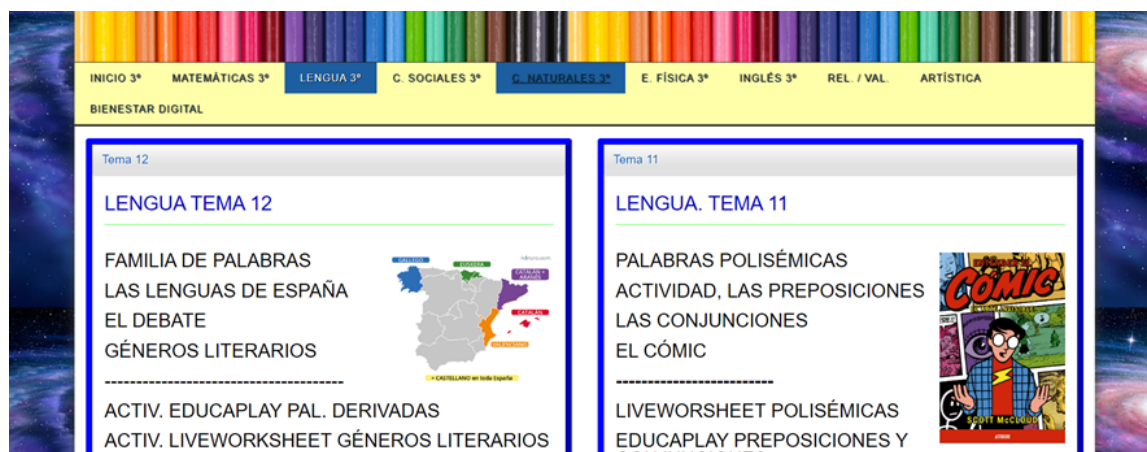 INICIO 3º MATEMÁTICAS 3º LENGUA 3º C. SOCIALES 3º C. NATURALES 3º E. FÍSICA 3º INGLÉS 3º REL. / VAL. ARTÍSTICA
BIENESTAR DIGITAL
Tema 12
LENGUA TEMA 12
FAMILIA DE PALABRAS
LAS LENGUAS DE ESPAÑA
EL DEBATE
GÉNEROS LITERARIOS
--------------------------------------
ACTIV. EDUCAPLAY PAL. DERIVADAS
ACTIV. LIVEWORKSHEET GÉNEROS LITERARIOS
GALLEGO
EUSKERA
CATALÁN +
ARANÉS
CATALÁN
VALENCIANO
+ CASTELLANO en toda España
Tema 11
LENGUA. TEMA 11
PALABRAS POLISÉMICAS
ACTIVIDAD, LAS PREPOSICIONES
LAS CONJUNCIONES
EL CÓMIC
-------------------------
LIVEWORSHEET POLISÉMICAS
EDUCAPLAY PREPOSICIONES Y
CÓMIC
SCOTT McCLOUD